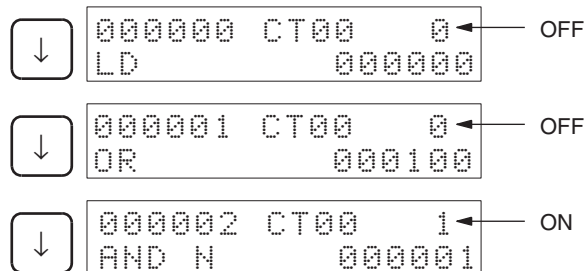 ↓ 000000 CT00 0 OFF
LD 000000
↓ 000001 CT00 0 OFF
OR 000100
↓ 000002 CT00 1 ON
AND N 000001